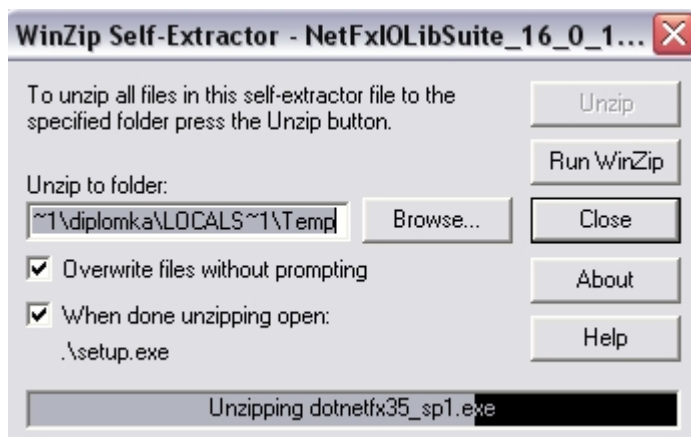 WinZip Self-Extractor - NetFxIOLibSuite_16_0_1...
To unzip all files in this self-extractor file to the
specified folder press the Unzip button.
Unzip to folder:
~1\diplomka\LOCALS~1\Temp
Browse...
Overwrite files without prompting
When done unzipping open:
.\setup.exe
Unzip
Run WinZip
Close
About
Help
Unzipping dotnetfx35_sp1.exe